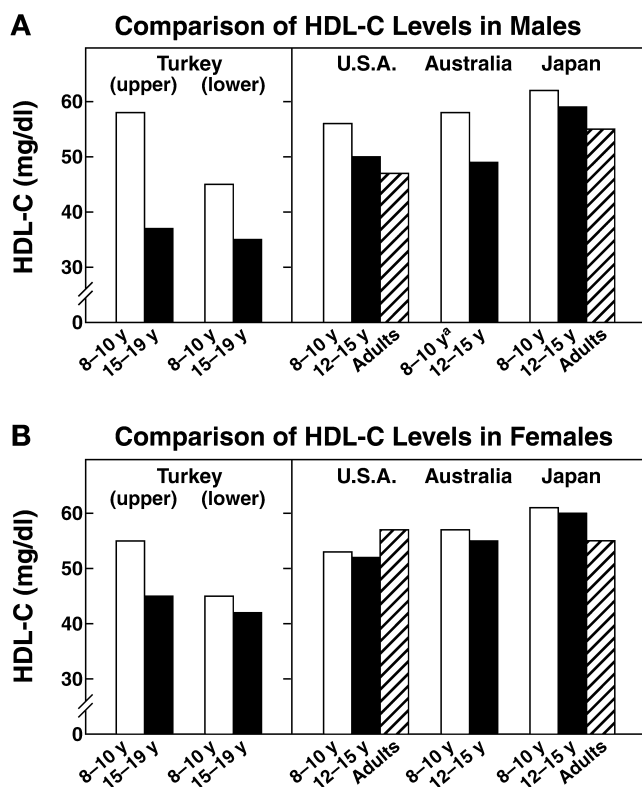 A Comparison of HDL-C Levels in Males
Turkey U.S.A. Australia Japan
(upper) (lower)
HDL-C (mg/dl)
60
50
40
30
0
8–10 y 15–19 y 8–10 y 15–19 y 8–10 y 12–15 y Adults 8–10 yª 12–15 y 8–10 y 12–15 y Adults
B Comparison of HDL-C Levels in Females
Turkey U.S.A. Australia Japan
(upper) (lower)
HDL-C (mg/dl)
60
50
40
30
0
8–10 y 15–19 y 8–10 y 15–19 y 8–10 y 12–15 y Adults 8–10 y 12–15 y 8–10 y 12–15 y Adults